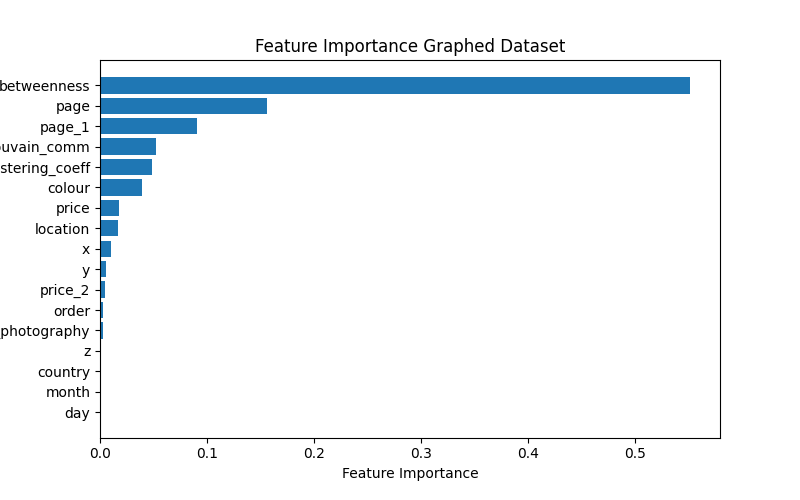 Feature Importance Graphed Dataset
betweenness
page
page_1
uvain_comm
stering_coeff
colour
price
location
x
y
price_2
order
photography
z
country
month
day
0.0 0.1 0.2 0.3 0.4 0.5
Feature Importance